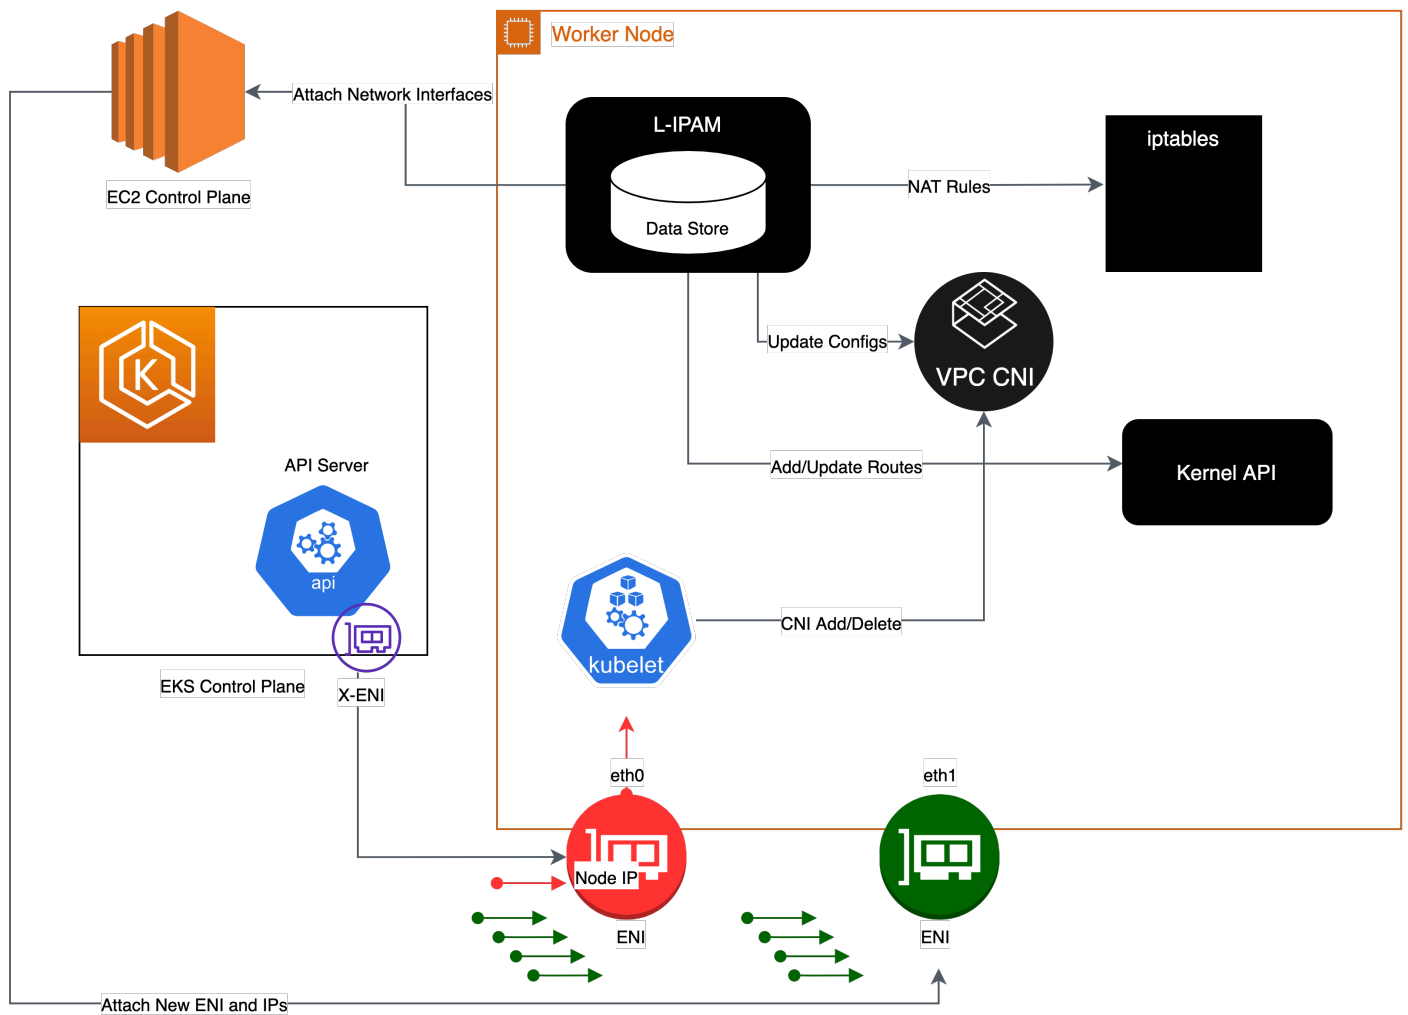 Worker Node
Attach Network Interfaces
EC2 Control Plane
L-IPAM
Data Store
NAT Rules
iptables
Update Configs
VPC CNI
Add/Update Routes
Kernel API
K
API Server
api
EKS Control Plane
X-ENI
kubelet
CNI Add/Delete
eth0
eth1
Node IP
ENI
ENI
Attach New ENI and IPs